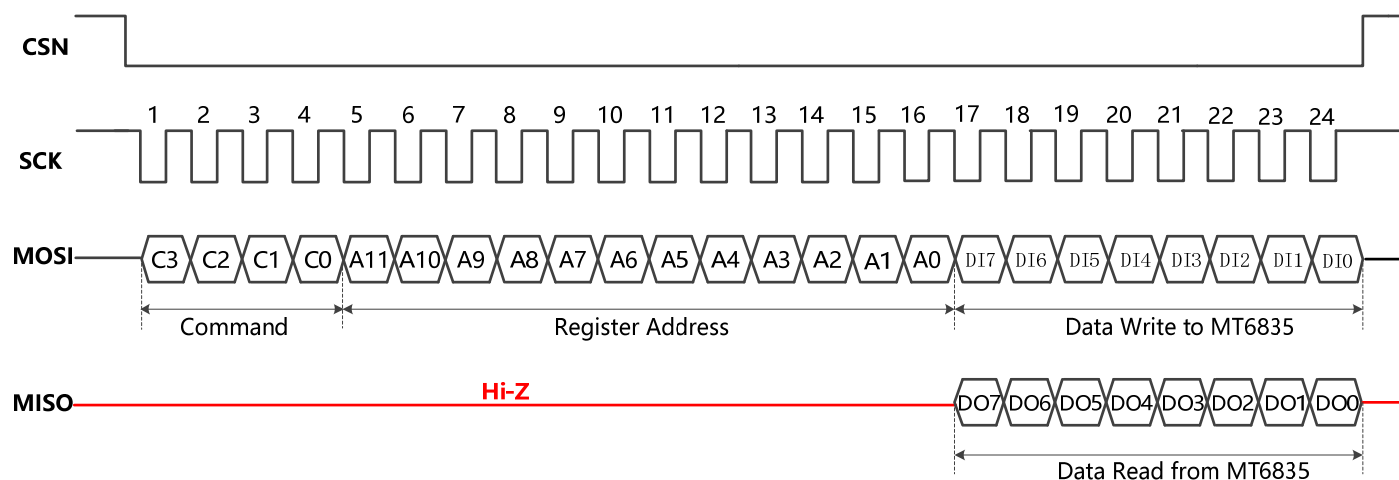 CSN
1 2 3 4 5 6 7 8 9 10 11 12 13 14 15 16 17 18 19 20 21 22 23 24
SCK
MOSI C3 C2 C1 C0 A11 A10 A9 A8 A7 A6 A5 A4 A3 A2 A1 A0 DI7 DI6 DI5 DI4 DI3 DI2 DI1 DI0
Command Register Address Data Write to MT6835
Hi-Z
MISO DO7 DO6 DO5 DO4 DO3 DO2 DO1 DO0
Data Read from MT6835